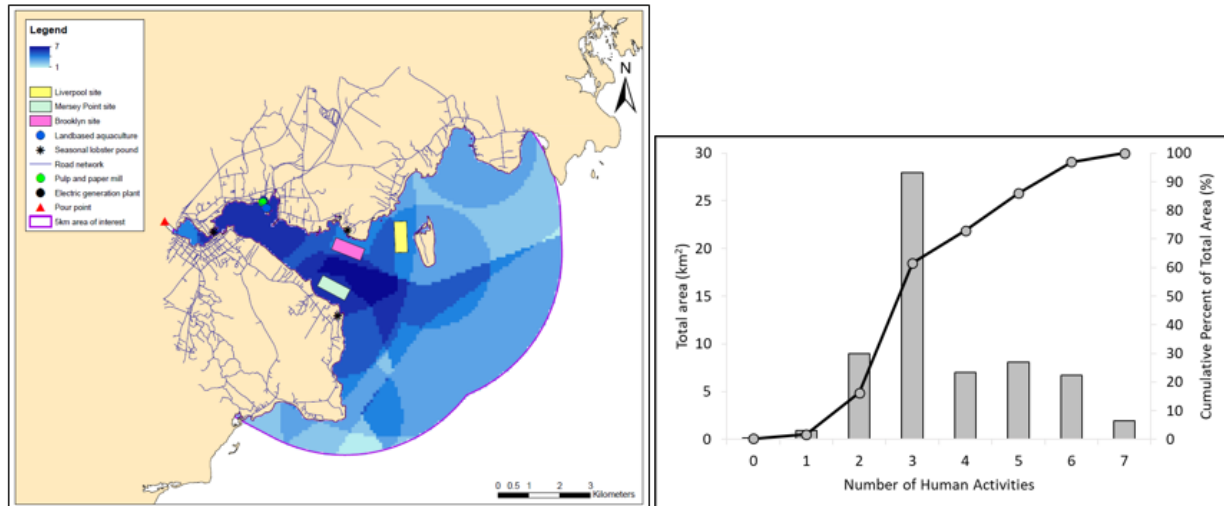 Legend
7
1
Liverpool site
Mersey Point site
Brooklyn site
Landbased aquaculture
Seasonal lobster pound
Road network
Pulp and paper mill
Electric generation plant
Pour point
5km area of interest
N
0 0.5 1 2 3
Kilometers
30
25
20
15
10
5
0
Total area (km²)
100
90
80
70
60
50
40
30
20
10
0
Cumulative Percent of Total Area (%)
0 1 2 3 4 5 6 7
Number of Human Activities